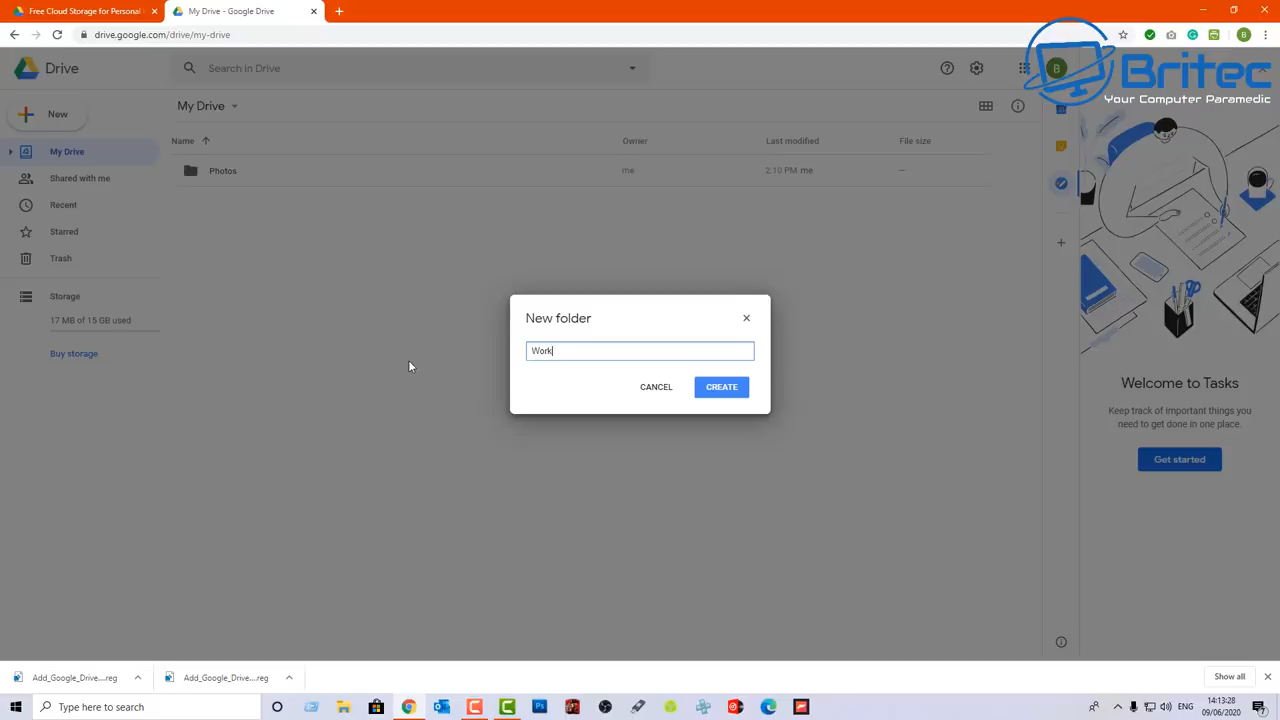 Free Cloud Storage for Personal
My Drive - Google Drive
drive.google.com/drive/my-drive
B
Drive
Search in Drive
B
Britec
Your Computer Paramedic
New
My Drive
Name
Owner
Last modified
File size
My Drive
Photos
me
2:10 PM me
—
Shared with me
Recent
Starred
Trash
Storage
17 MB of 15 GB used
Buy storage
New folder
Work
CANCEL
CREATE
Welcome to Tasks
Keep track of important things you
need to get done in one place.
Get started
Add_Google_Drive....reg
Add_Google_Drive....reg
Show all
Type here to search
ENG
14:13:28
09/06/2020